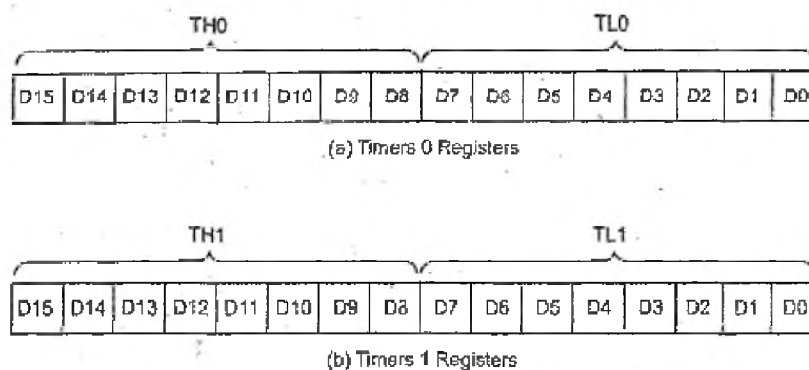 TH0 TL0
D15 D14 D13 D12 D11 D10 D9 D8 D7 D6 D5 D4 D3 D2 D1 D0
(a) Timers 0 Registers
TH1 TL1
D15 D14 D13 D12 D11 D10 D9 D8 D7 D6 D5 D4 D3 D2 D1 D0
(b) Timers 1 Registers